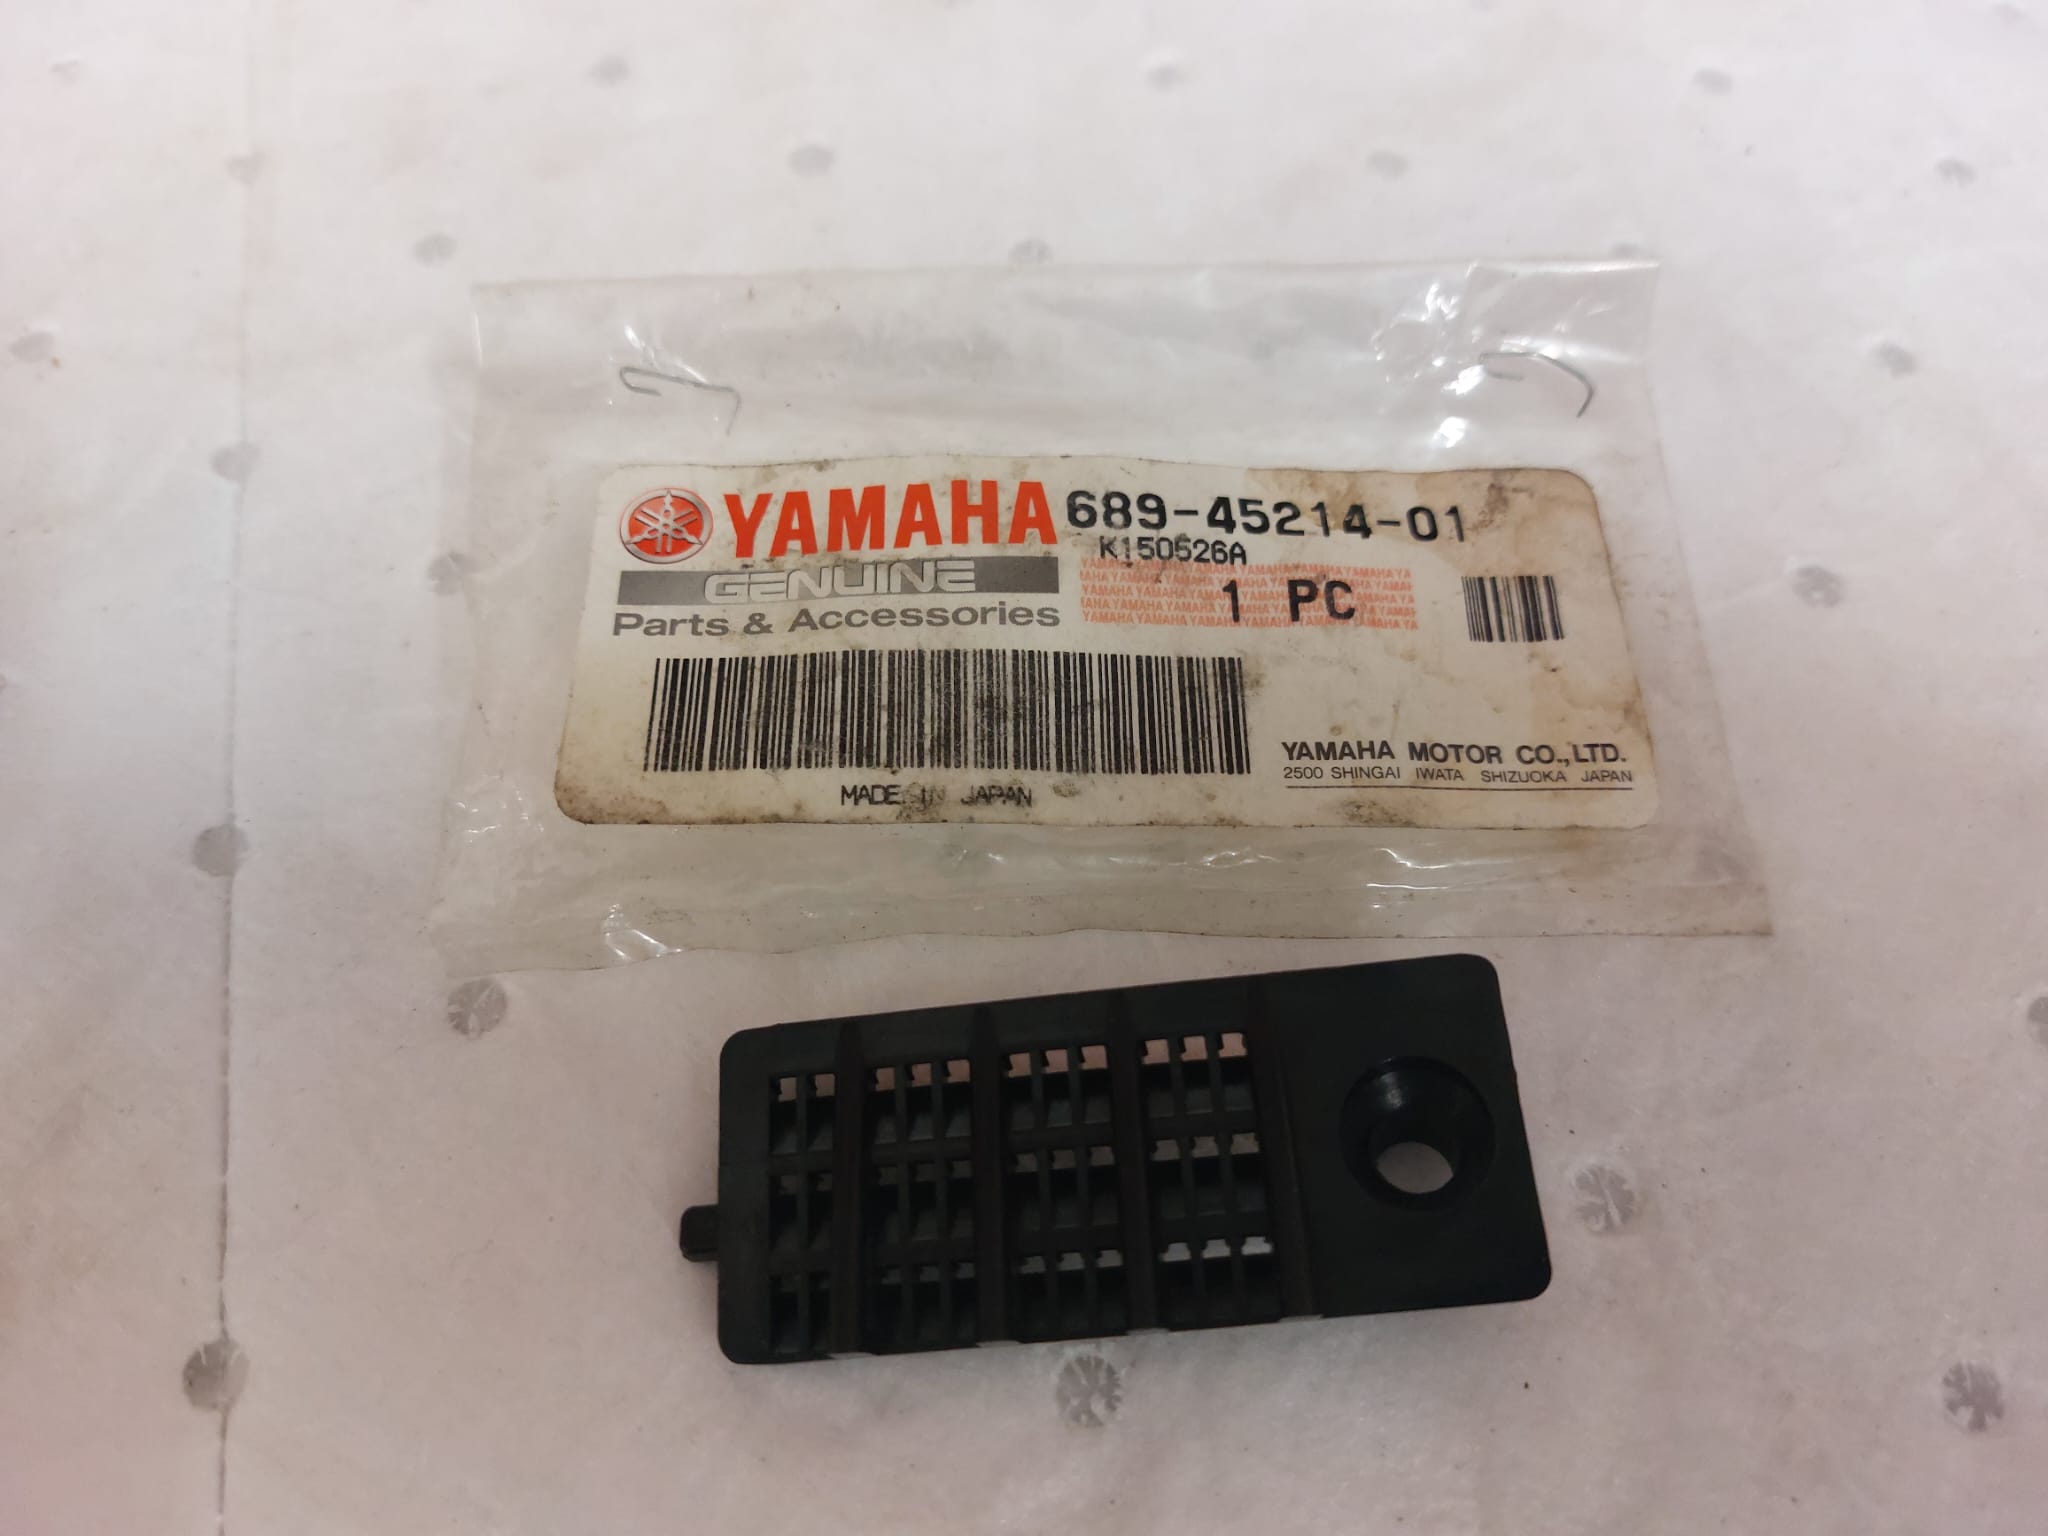 YAMAHA 689-45214-01
K150526A
GENUINE
Parts & Accessories
1 PC
YAMAHA MOTOR CO., LTD.
2500 SHINGAI IWATA SHIZUOKA JAPAN
MADE IN JAPAN